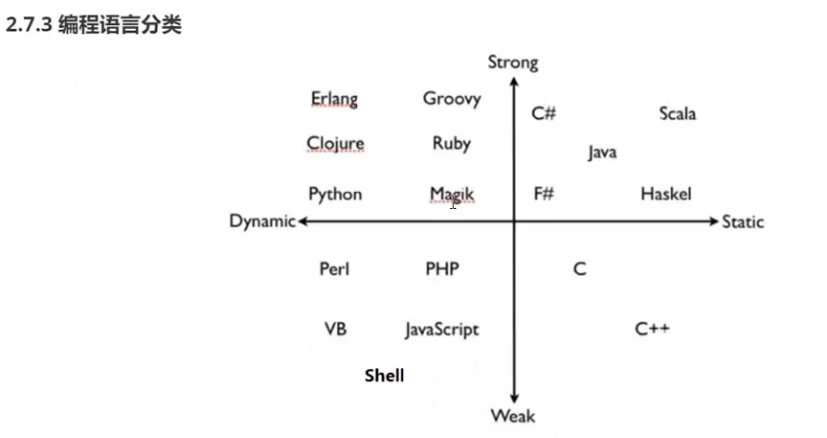 2.7.3 编程语言分类
Strong
Erlang Groovy C# Scala
Clojure Ruby Java
Python Magik F# Haskel
Dynamic Static
Perl PHP C
VB JavaScript C++
Shell
Weak